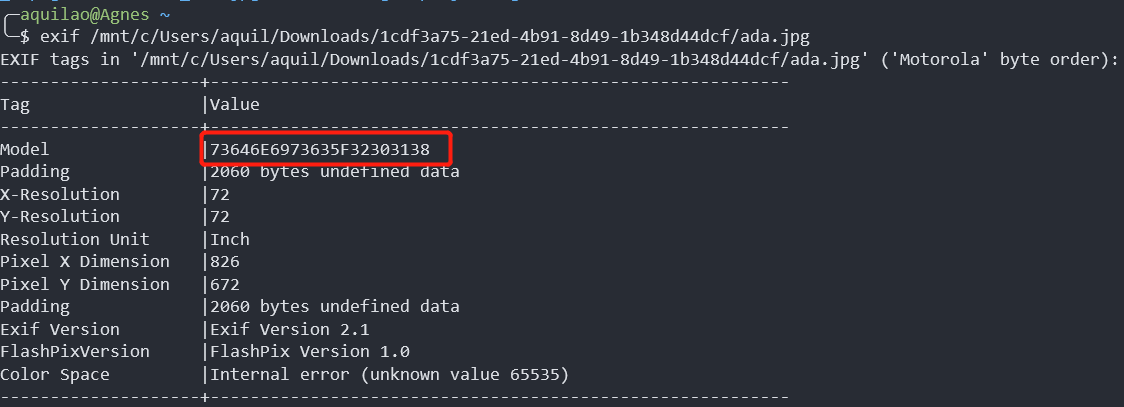 aquilao@Agnes ~
$ exif /mnt/c/Users/aquil/Downloads/1cdf3a75-21ed-4b91-8d49-1b348d44dcf/ada.jpg
EXIF tags in '/mnt/c/Users/aquil/Downloads/1cdf3a75-21ed-4b91-8d49-1b348d44dcf/ada.jpg' ('Motorola' byte order):
--------------------+----------------------------------------------------------
Tag                 |Value
--------------------+----------------------------------------------------------
Model               |73646E6973635F32303138
Padding             |2060 bytes undefined data
X-Resolution        |72
Y-Resolution        |72
Resolution Unit     |Inch
Pixel X Dimension   |826
Pixel Y Dimension   |672
Padding             |2060 bytes undefined data
Exif Version        |Exif Version 2.1
FlashPixVersion     |FlashPix Version 1.0
Color Space         |Internal error (unknown value 65535)
--------------------+----------------------------------------------------------